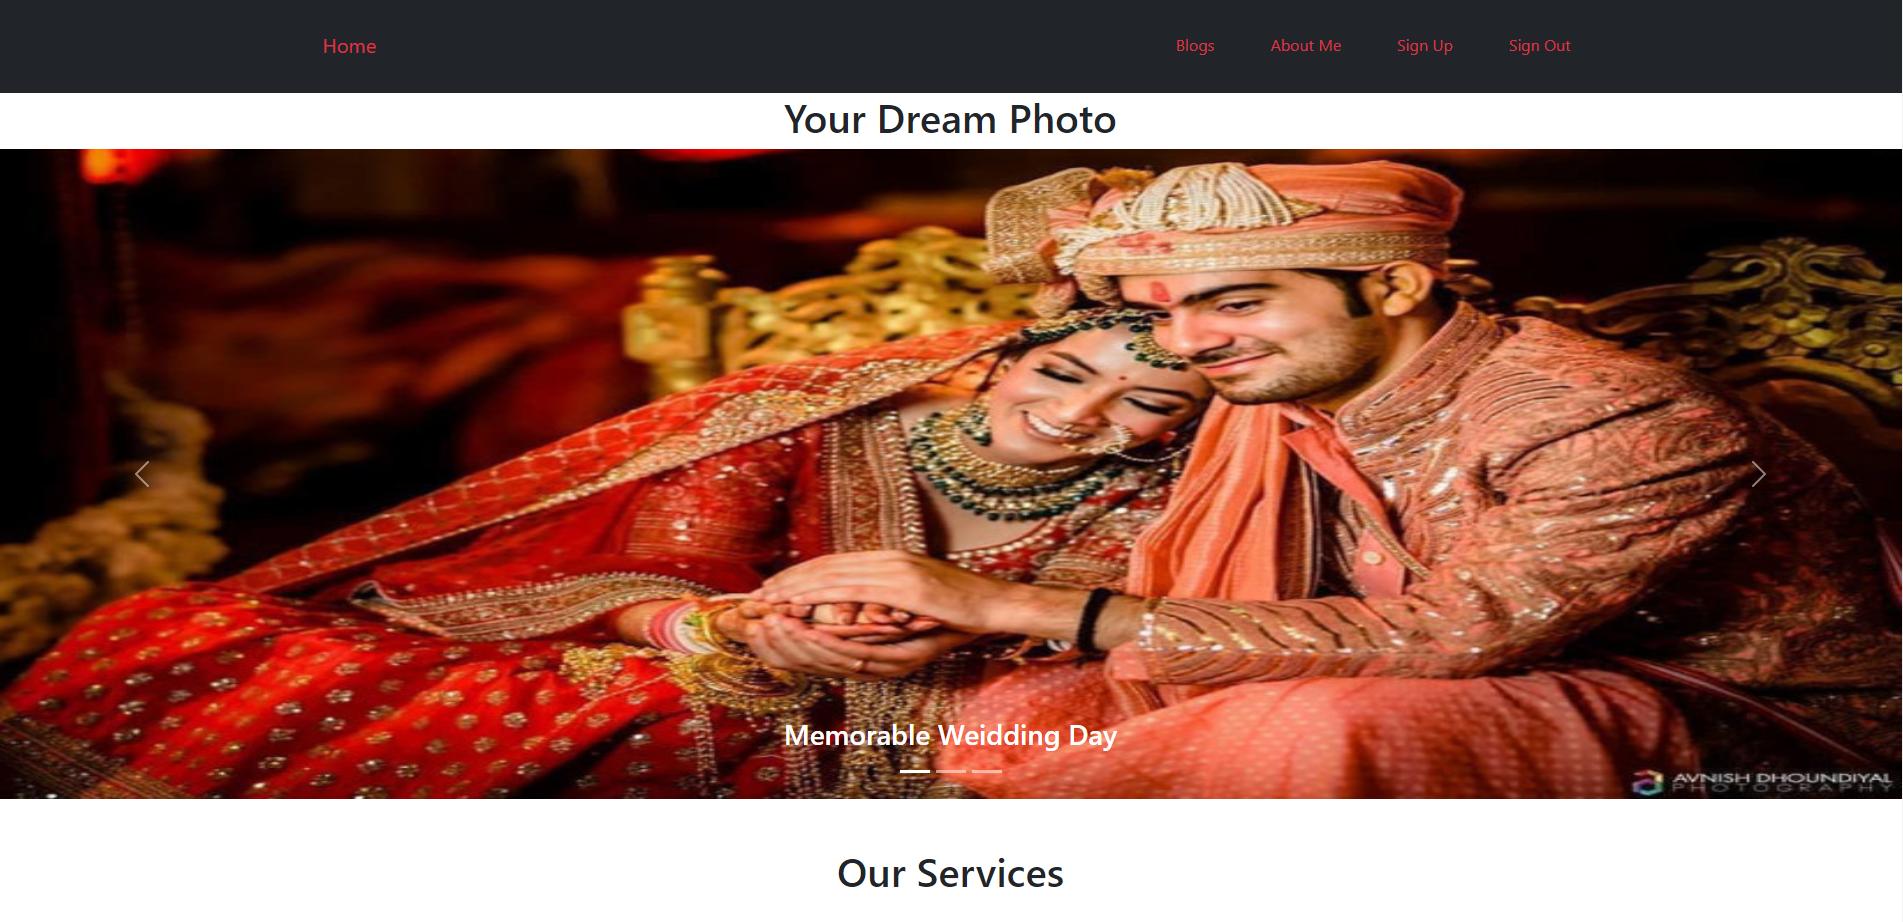 Home
Blogs
About Me
Sign Up
Sign Out
Your Dream Photo
Memorable Weidding Day
AVNISH DHOUNDIYAL
PHOTOGRAPHY
Our Services